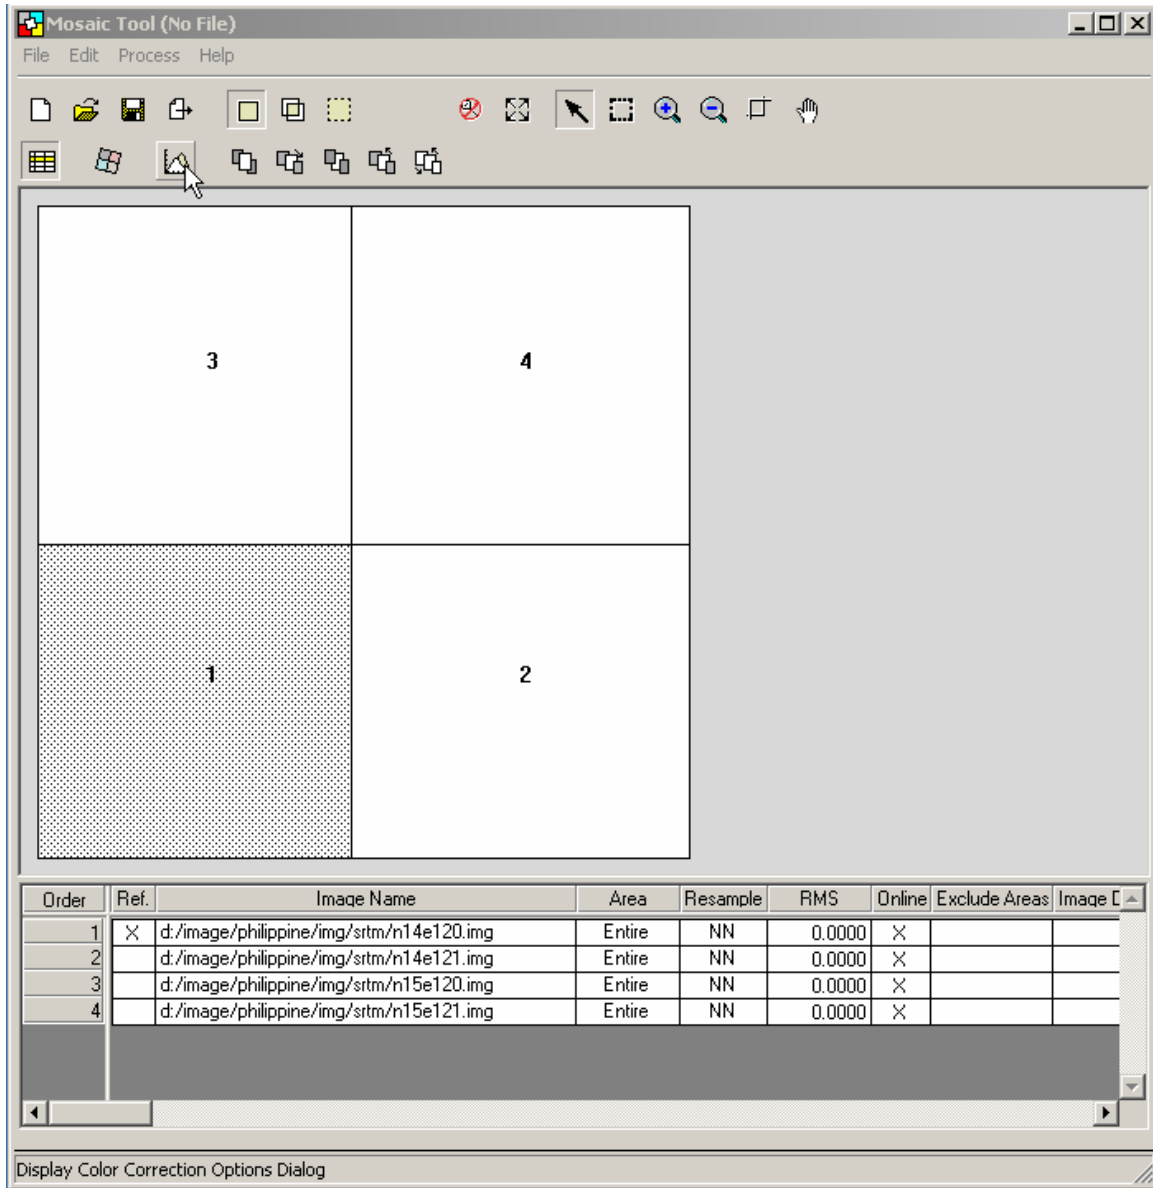 Mosaic Tool (No File)
File Edit Process Help
3 4
1 2
Order Ref. Image Name Area Resample RMS Online Exclude Areas Image D
1 X d:/image/philippine/img/srtm/n14e120.img Entire NN 0.0000 X
2 d:/image/philippine/img/srtm/n14e121.img Entire NN 0.0000 X
3 d:/image/philippine/img/srtm/n15e120.img Entire NN 0.0000 X
4 d:/image/philippine/img/srtm/n15e121.img Entire NN 0.0000 X
Display Color Correction Options Dialog